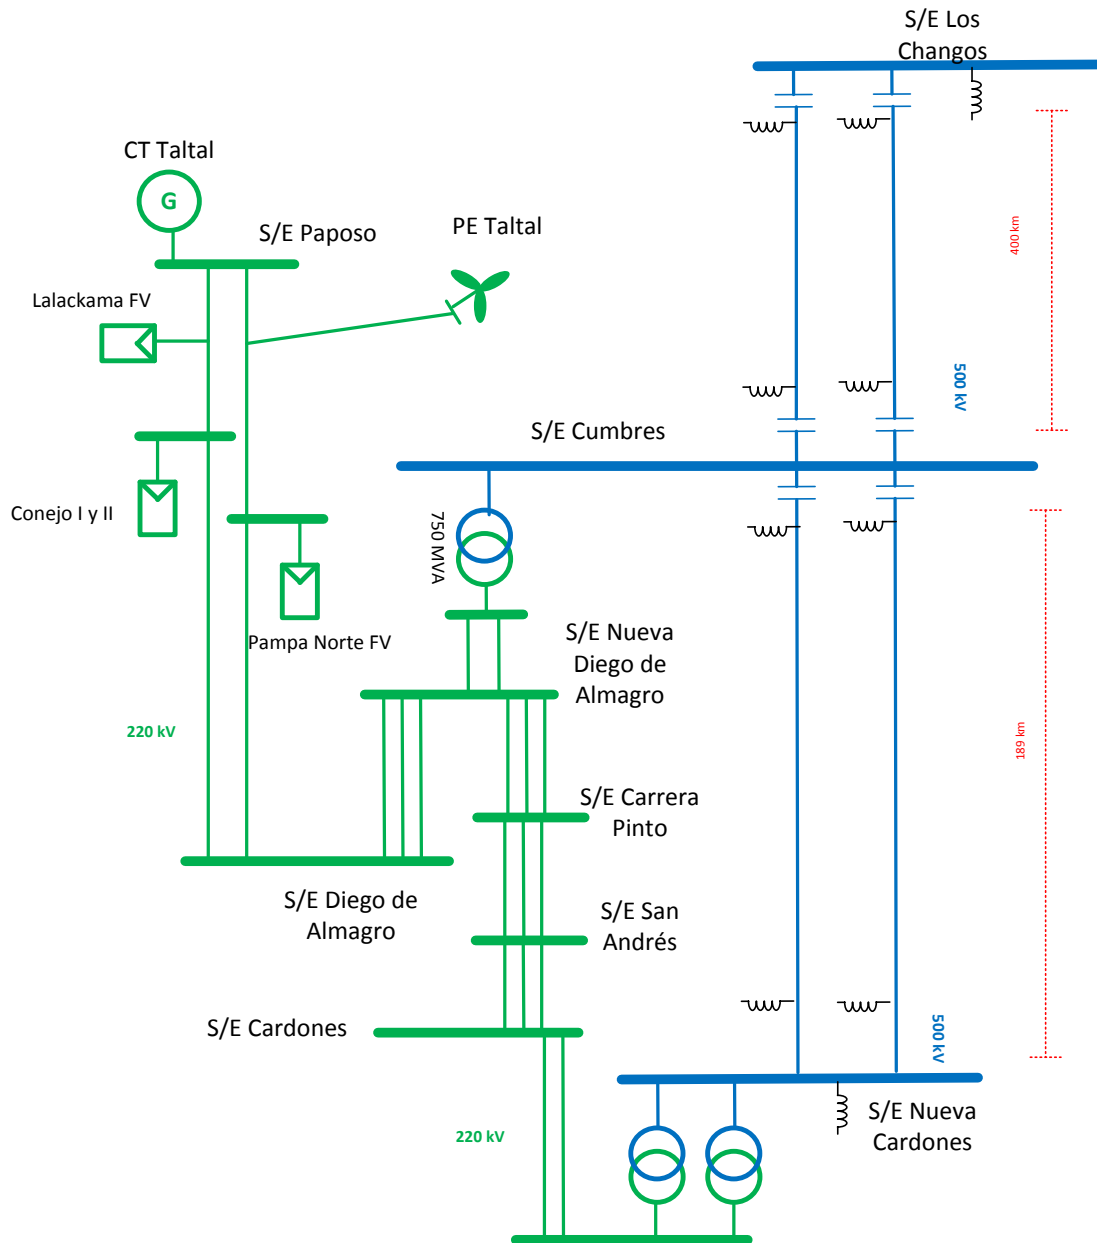 S/E Los
Changos
CT Taltal
G
S/E Paposo
PE Taltal
Lalackama FV
400 km
500 kV
S/E Cumbres
Conejo I y II
750 MVA
Pampa Norte FV
S/E Nueva
Diego de
Almagro
220 kV
189 km
S/E Carrera
Pinto
S/E Diego de
Almagro
S/E San
Andrés
S/E Cardones
500 kV
220 kV
S/E Nueva
Cardones